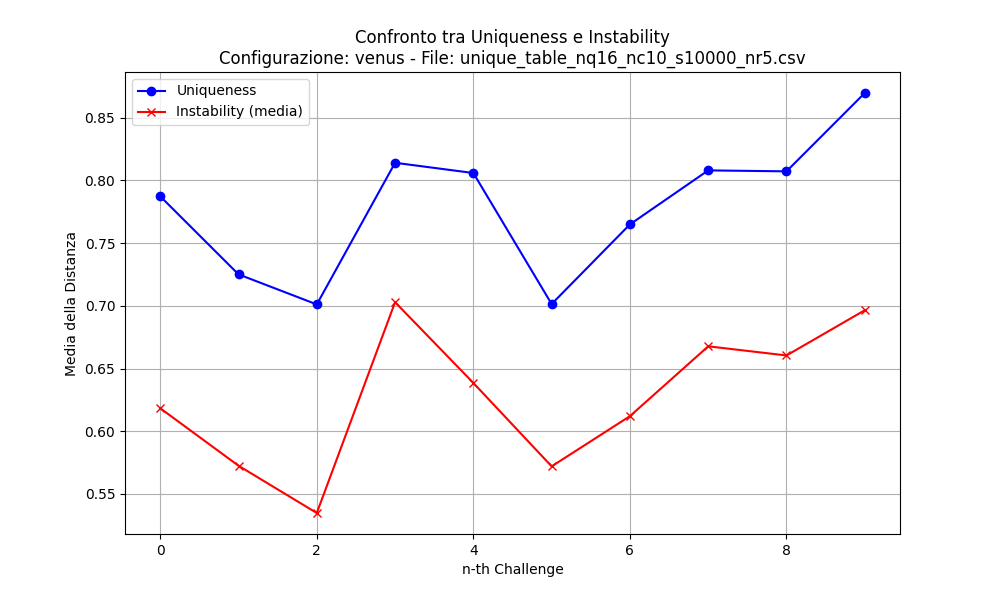 Confronto tra Uniqueness e Instability
Configurazione: venus - File: unique_table_nq16_nc10_s10000_nr5.csv
Uniqueness
Instability (media)
Media della Distanza
0.85
0.80
0.75
0.70
0.65
0.60
0.55
0 2 4 6 8
n-th Challenge